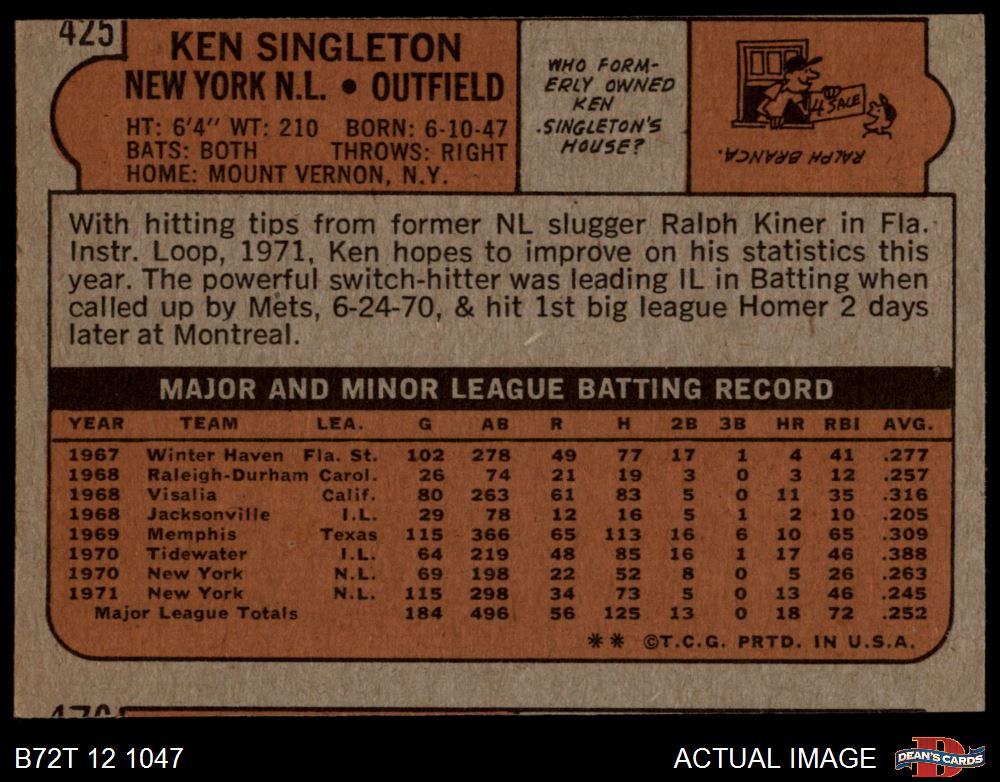 425
KEN SINGLETON
NEW YORK N.L. • OUTFIELD
HT: 6'4" WT: 210 BORN: 6-10-47
BATS: BOTH THROWS: RIGHT
HOME: MOUNT VERNON, N.Y.
WHO FORM-
ERLY OWNED
KEN
SINGLETON'S
HOUSE?
4 SALE
RALPH BRANCA.
With hitting tips from former NL slugger Ralph Kiner in Fla.
Instr. Loop, 1971, Ken hopes to improve on his statistics this
year. The powerful switch-hitter was leading IL in Batting when
called up by Mets, 6-24-70, & hit 1st big league Homer 2 days
later at Montreal.
MAJOR AND MINOR LEAGUE BATTING RECORD
YEAR TEAM LEA. G AB R H 2B 3B HR RBI AVG.
1967 Winter Haven Fla. St. 102 278 49 77 17 1 4 41 .277
1968 Raleigh-Durham Carol. 26 74 21 19 3 0 3 12 .257
1968 Visalia Calif. 80 263 61 83 5 0 11 35 .316
1968 Jacksonville I.L. 29 78 12 16 5 1 2 10 .205
1969 Memphis Texas 115 366 65 113 16 6 10 65 .309
1970 Tidewater I.L. 64 219 48 85 16 1 17 46 .388
1970 New York N.L. 69 198 22 52 8 0 5 26 .263
1971 New York N.L. 115 298 34 73 5 0 13 46 .245
Major League Totals 184 496 56 125 13 0 18 72 .252
** ©T.C.G. PRTD. IN U.S.A.
B72T 12 1047
ACTUAL IMAGE
DEAN'S CARDS